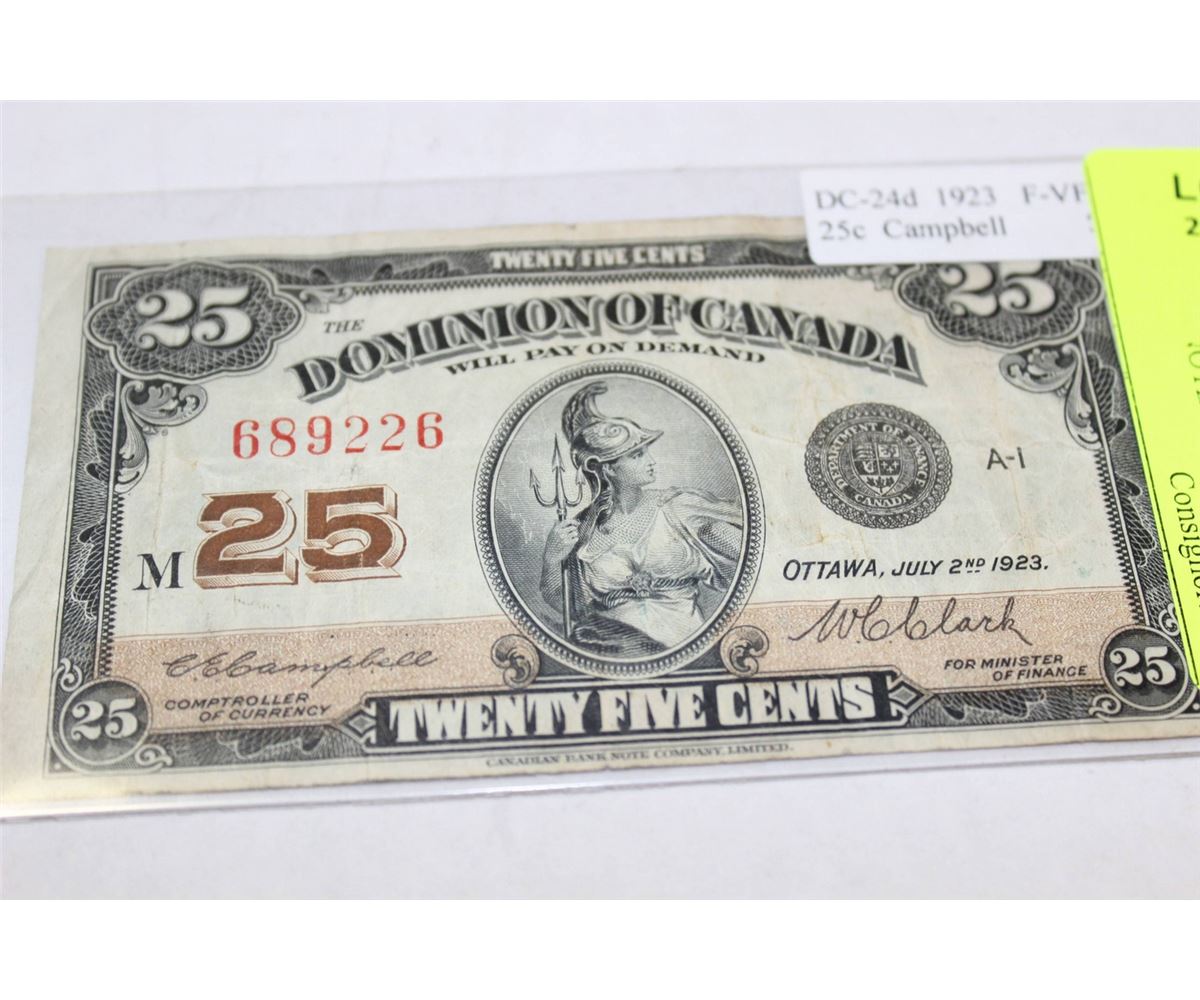 DC-24d 1923 F-VF
25c Campbell
TWENTY FIVE CENTS
25
25
THE
DOMINION OF CANADA
WILL PAY ON DEMAND
689226
DEPARTMENT OF FINANCE
CANADA
A-1
M 25
OTTAWA, JULY 2ND 1923.
C E Campbell
COMPTROLLER
OF CURRENCY
W C Clark
FOR MINISTER
OF FINANCE
25
TWENTY FIVE CENTS
25
CANADIAN BANK NOTE COMPANY, LIMITED.